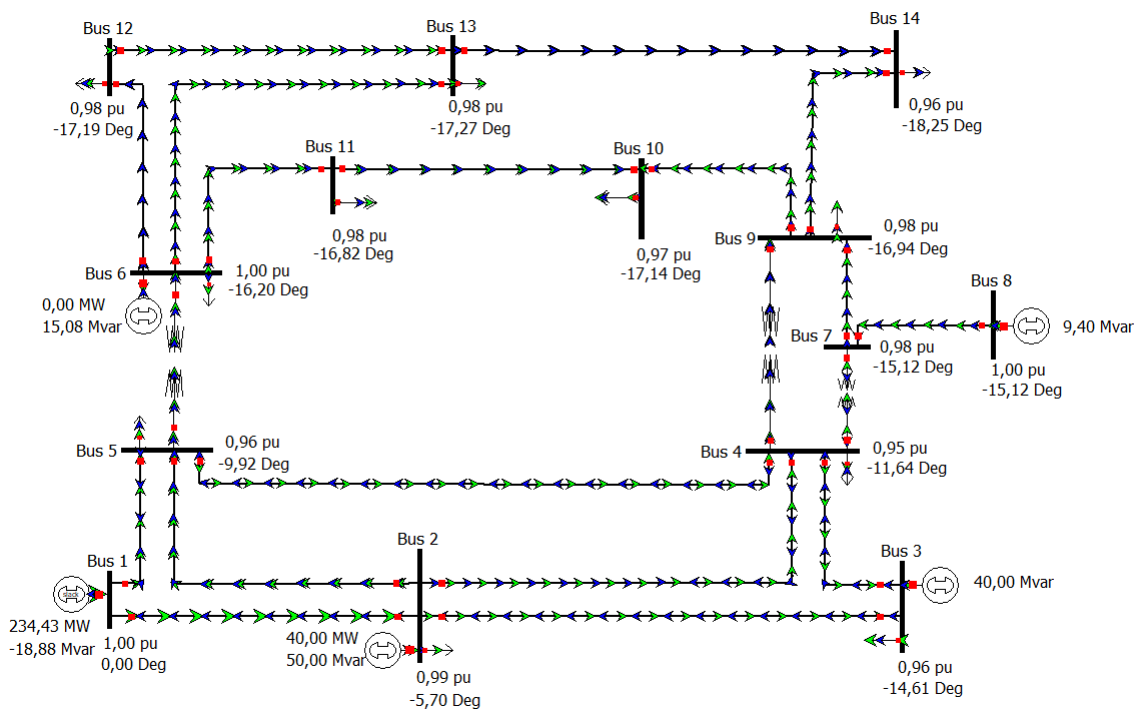 Bus 12
Bus 13
Bus 14
0,98 pu
-17,19 Deg
0,98 pu
-17,27 Deg
0,96 pu
-18,25 Deg
Bus 11
Bus 10
0,98 pu
-16,82 Deg
0,97 pu
-17,14 Deg
Bus 9
0,98 pu
-16,94 Deg
Bus 6
1,00 pu
-16,20 Deg
0,00 MW
15,08 Mvar
Bus 8
9,40 Mvar
Bus 7
0,98 pu
-15,12 Deg
1,00 pu
-15,12 Deg
Bus 5
0,96 pu
-9,92 Deg
Bus 4
0,95 pu
-11,64 Deg
Bus 1
Bus 2
Bus 3
slack
40,00 Mvar
234,43 MW
-18,88 Mvar
1,00 pu
0,00 Deg
40,00 MW
50,00 Mvar
0,99 pu
-5,70 Deg
0,96 pu
-14,61 Deg